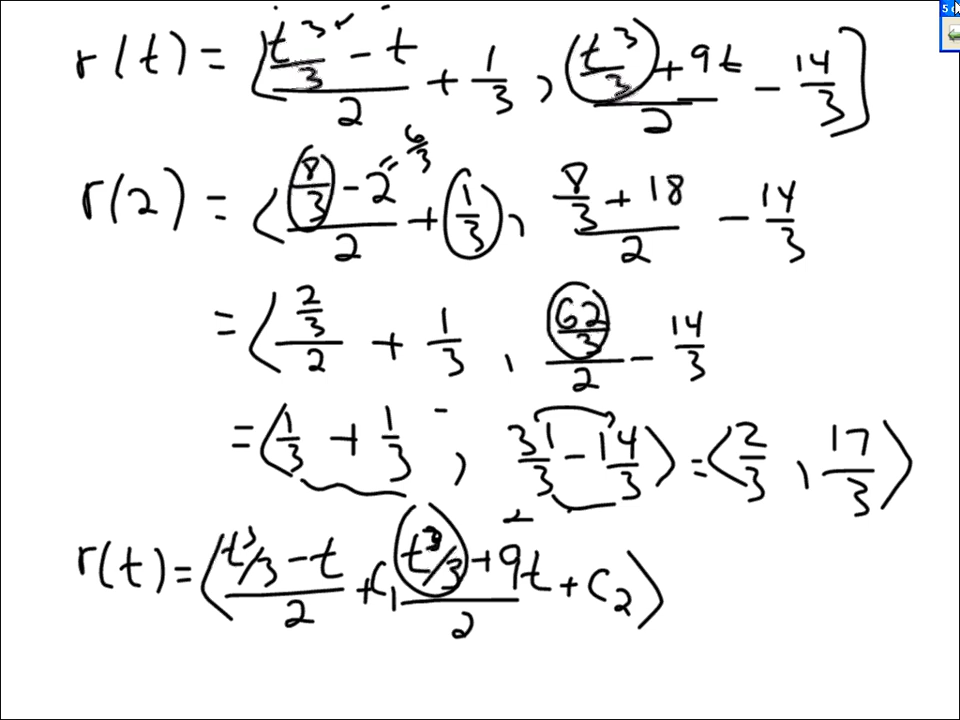 r(t) = ⟨(t³/3 - t)/2 + 1/3, (t³/3 + 9t)/2 - 14/3]
r(2) = ⟨(8/3 - 2)/2 + 1/3, (8/3 + 18)/2 - 14/3
= 6/3
= ⟨(2/3)/2 + 1/3, (62/3)/2 - 14/3
= ⟨1/3 + 1/3, 31/3 - 14/3⟩ = ⟨2/3, 17/3⟩
r(t) = ⟨(t³/3 - t)/2 + C₁ (t³/3 + 9t)/2 + C₂⟩